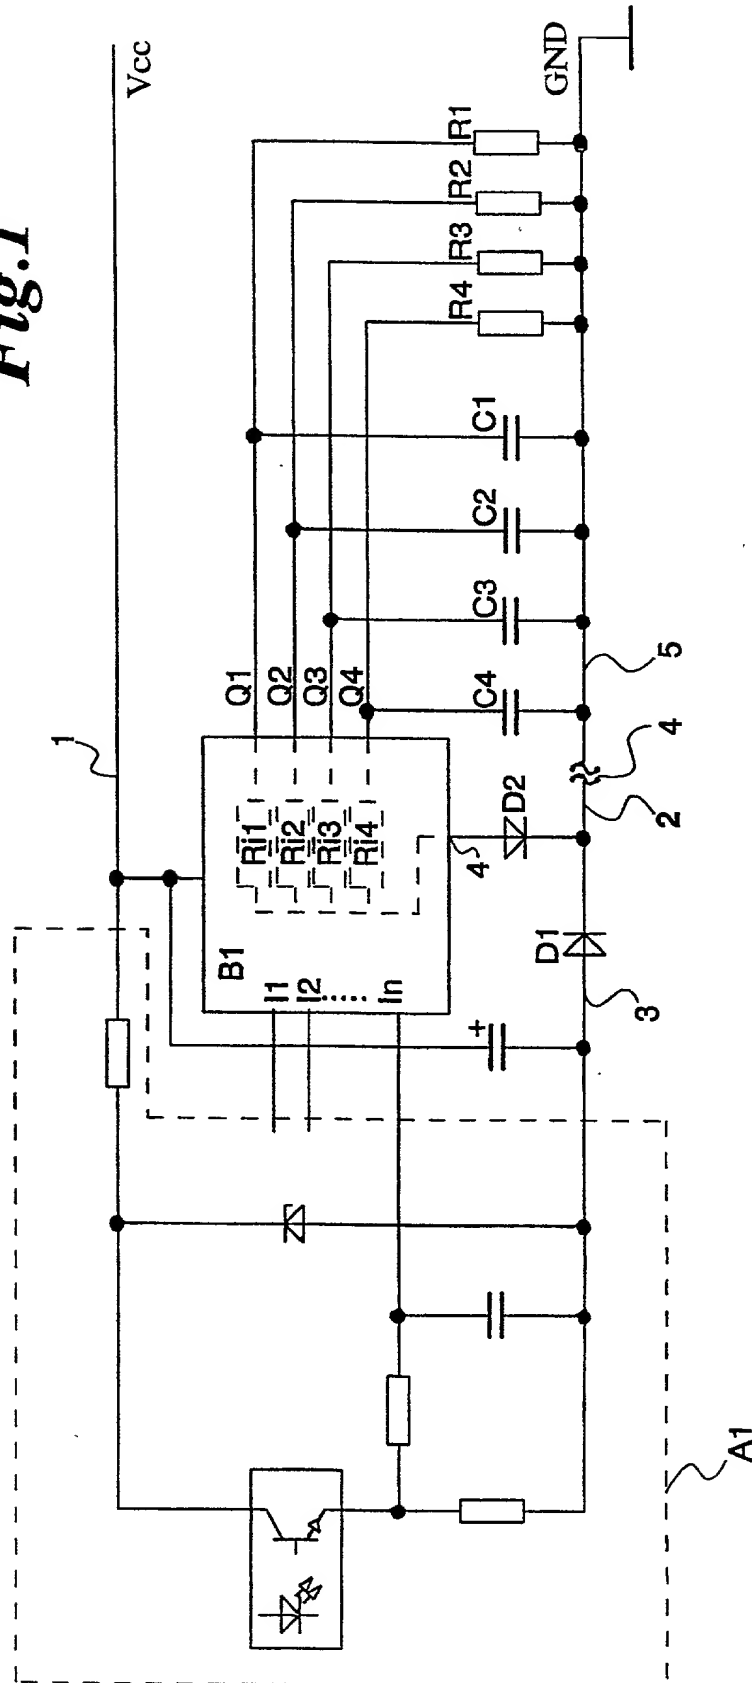 Fig.1
Vcc
GND
R1
R2
R3
R4
C1
C2
C3
C4
Q1
Q2
Q3
Q4
1
5
4
2
Ri1
Ri2
Ri3
Ri4
4
D2
B1
I1
I2
.....
In
D1
3
+
A1